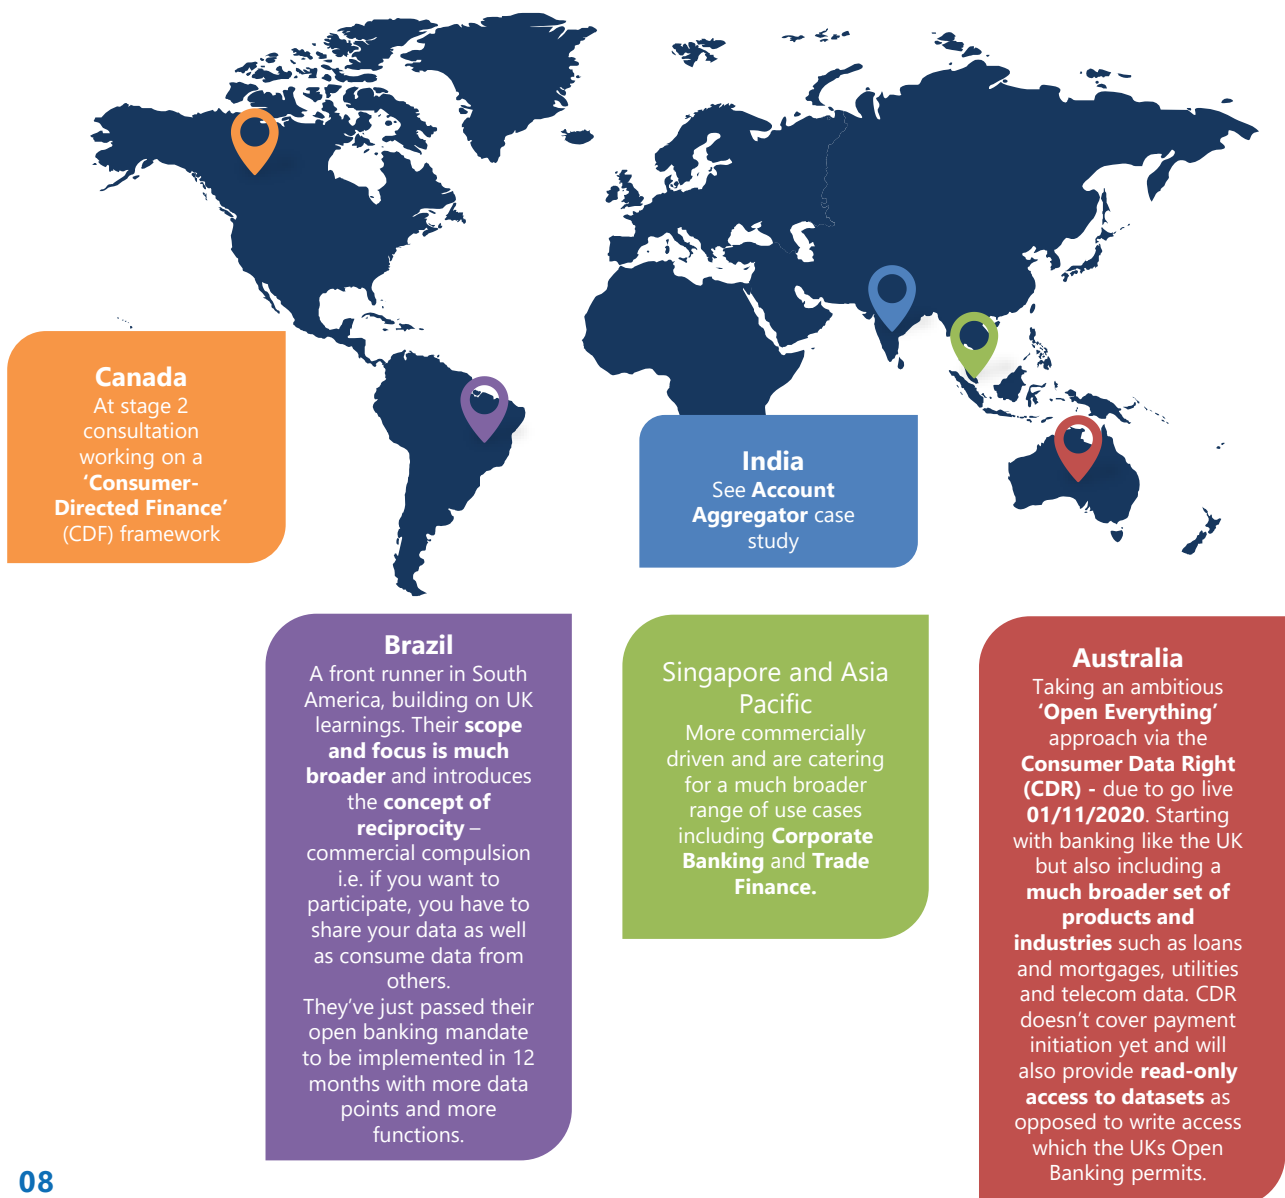 Canada
At stage 2
consultation
working on a
‘Consumer-
Directed Finance’
(CDF) framework
India
See Account
Aggregator case
study
Brazil
A front runner in South
America, building on UK
learnings. Their scope
and focus is much
broader and introduces
the concept of
reciprocity –
commercial compulsion
i.e. if you want to
participate, you have to
share your data as well
as consume data from
others.
They’ve just passed their
open banking mandate
to be implemented in 12
months with more data
points and more
functions.
Singapore and Asia
Pacific
More commercially
driven and are catering
for a much broader
range of use cases
including Corporate
Banking and Trade
Finance.
Australia
Taking an ambitious
‘Open Everything’
approach via the
Consumer Data Right
(CDR) - due to go live
01/11/2020. Starting
with banking like the UK
but also including a
much broader set of
products and
industries such as loans
and mortgages, utilities
and telecom data. CDR
doesn’t cover payment
initiation yet and will
also provide read-only
access to datasets as
opposed to write access
which the UKs Open
Banking permits.
08